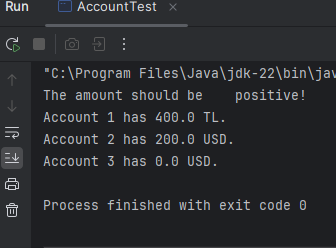 Run AccountTest
"C:\Program Files\Java\jdk-22\bin\jav
The amount should be    positive!
Account 1 has 400.0 TL.
Account 2 has 200.0 USD.
Account 3 has 0.0 USD.
Process finished with exit code 0